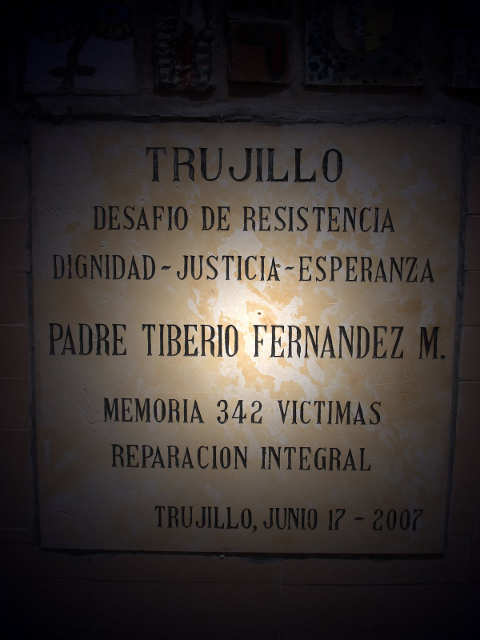 TRUJILLO
DESAFIO DE RESISTENCIA
DIGNIDAD-JUSTICIA-ESPERANZA
PADRE TIBERIO FERNANDEZ M.
MEMORIA 342 VICTIMAS
REPARACION INTEGRAL
TRUJILLO, JUNIO 17-2007